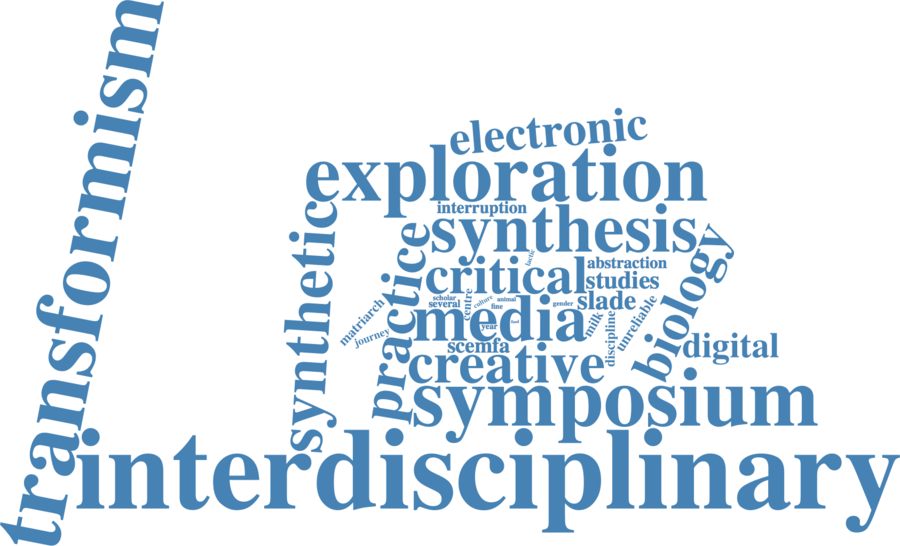 transformism
electronic
exploration
interruption
synthesis
synthetic
practice
critical
abstraction
studies
biology
scholar
several
centre
culture
animal
fine
gender
slade
matriarch
journey
media
year
milk
discipline
unreliable
digital
scemfa
creative
symposium
interdisciplinary